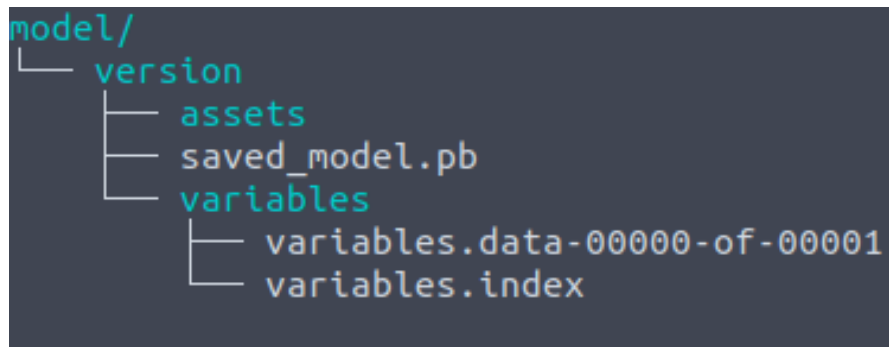 model/
└── version
├── assets
├── saved_model.pb
└── variables
├── variables.data-00000-of-00001
└── variables.index